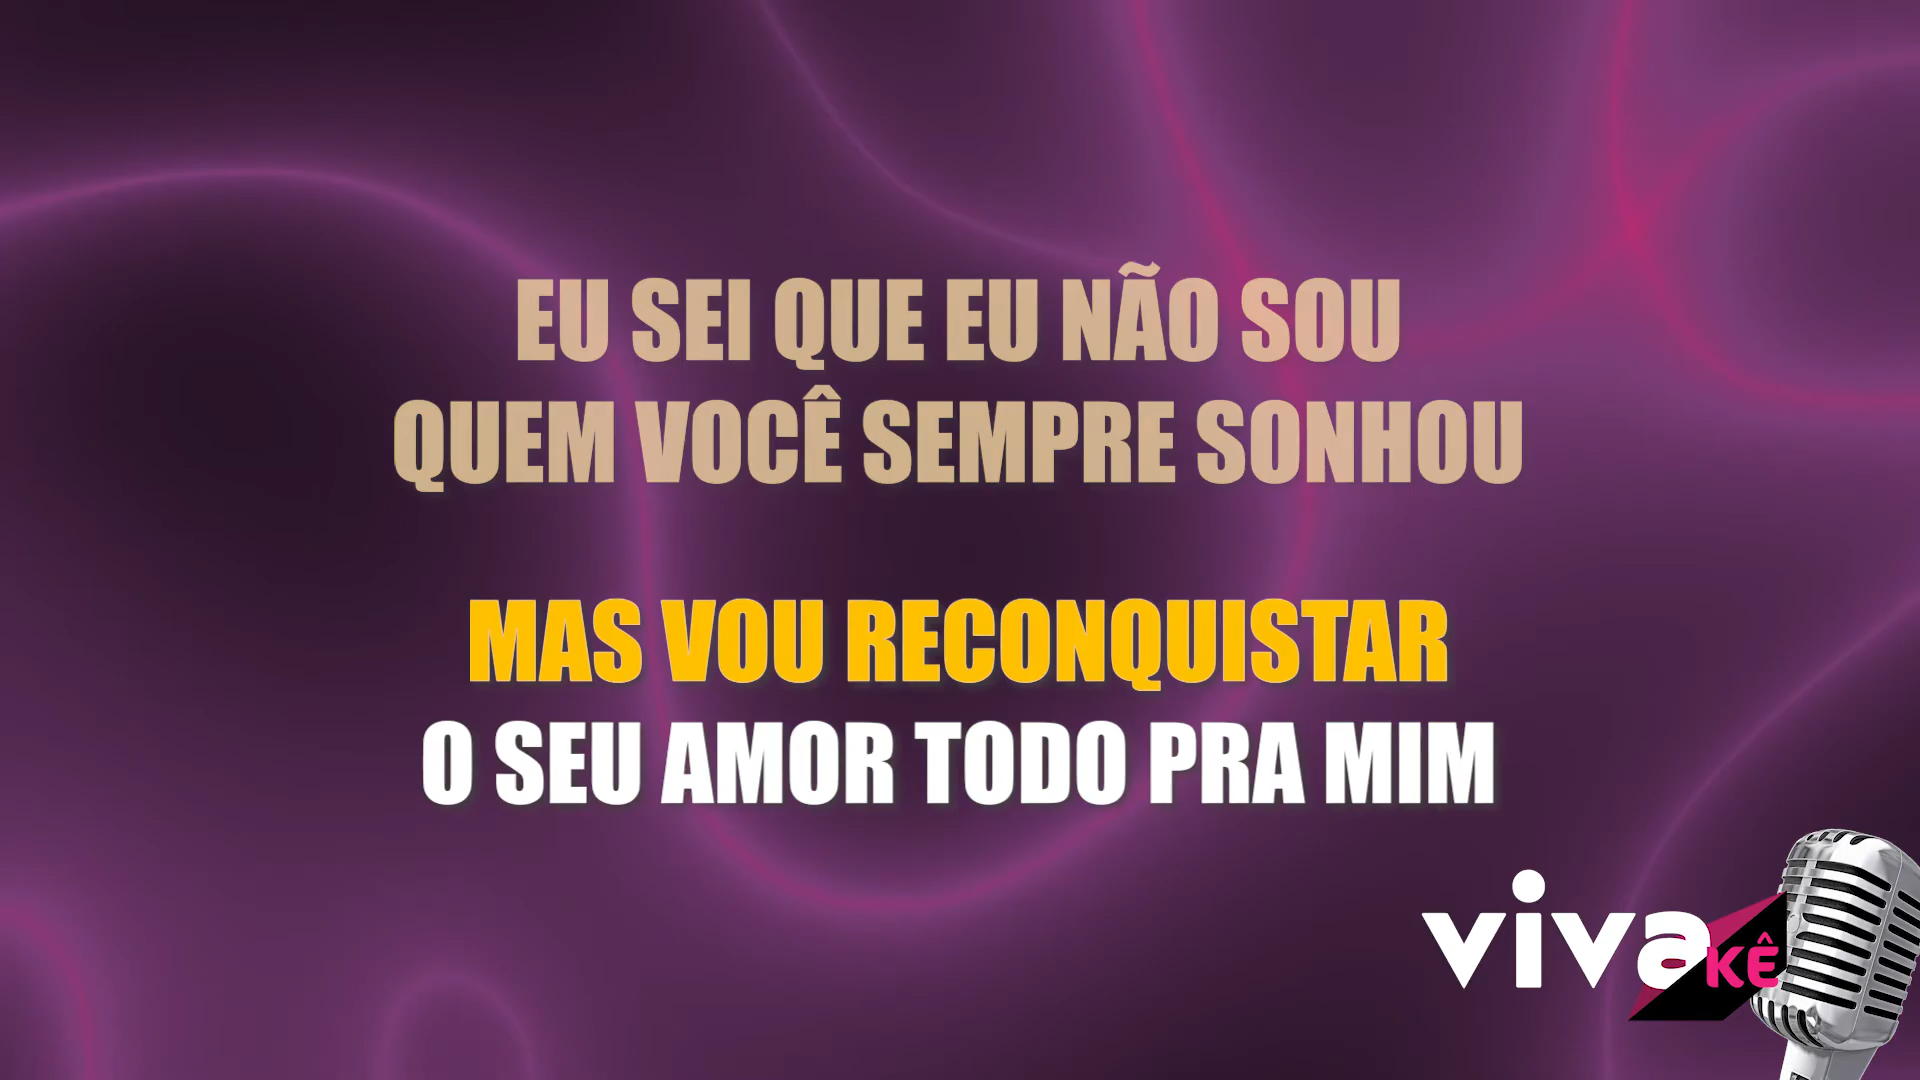 EU SEI QUE EU NÃO SOU
QUEM VOCÊ SEMPRE SONHOU
MAS VOU RECONQUISTAR
O SEU AMOR TODO PRA MIM
viva KÊ